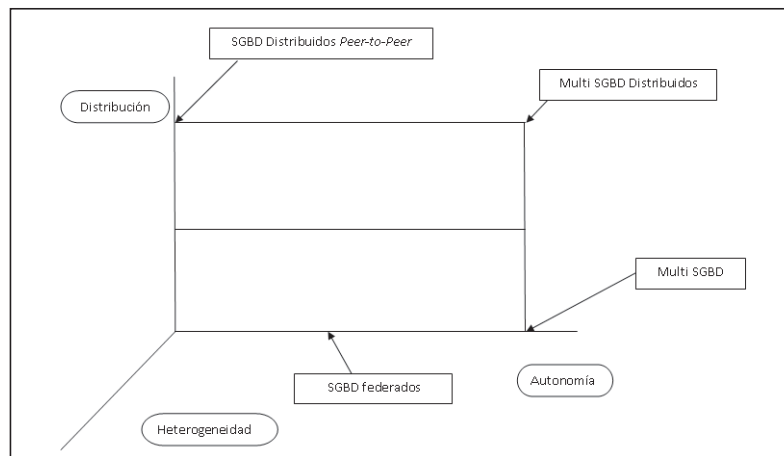 SGBD Distribuidos Peer-to-Peer
Distribución
Multi SGBD Distribuidos
Multi SGBD
SGBD federados
Autonomía
Heterogeneidad